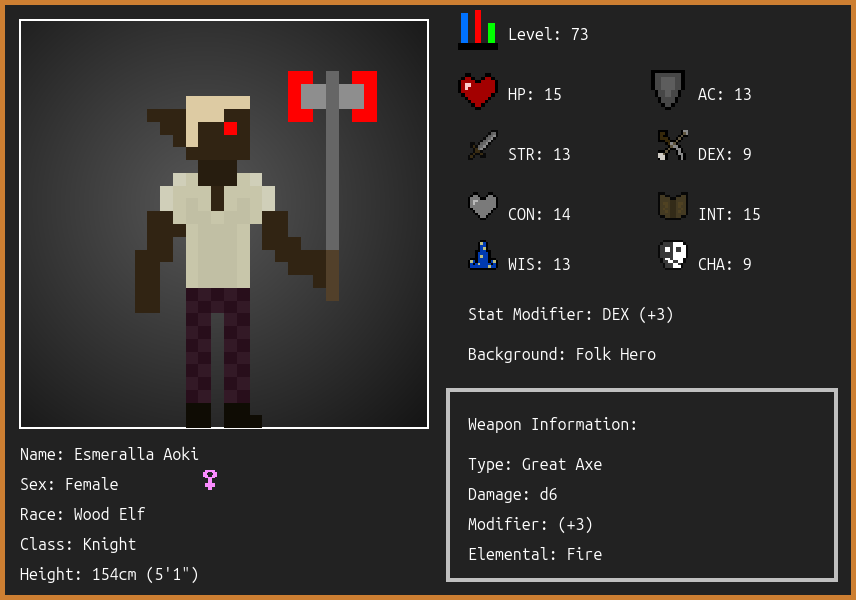 Level: 73
HP: 15
AC: 13
STR: 13
DEX: 9
CON: 14
INT: 15
WIS: 13
CHA: 9
Stat Modifier: DEX (+3)
Background: Folk Hero
Weapon Information:
Type: Great Axe
Damage: d6
Modifier: (+3)
Elemental: Fire
Name: Esmeralla Aoki
Sex: Female
Race: Wood Elf
Class: Knight
Height: 154cm (5'1")